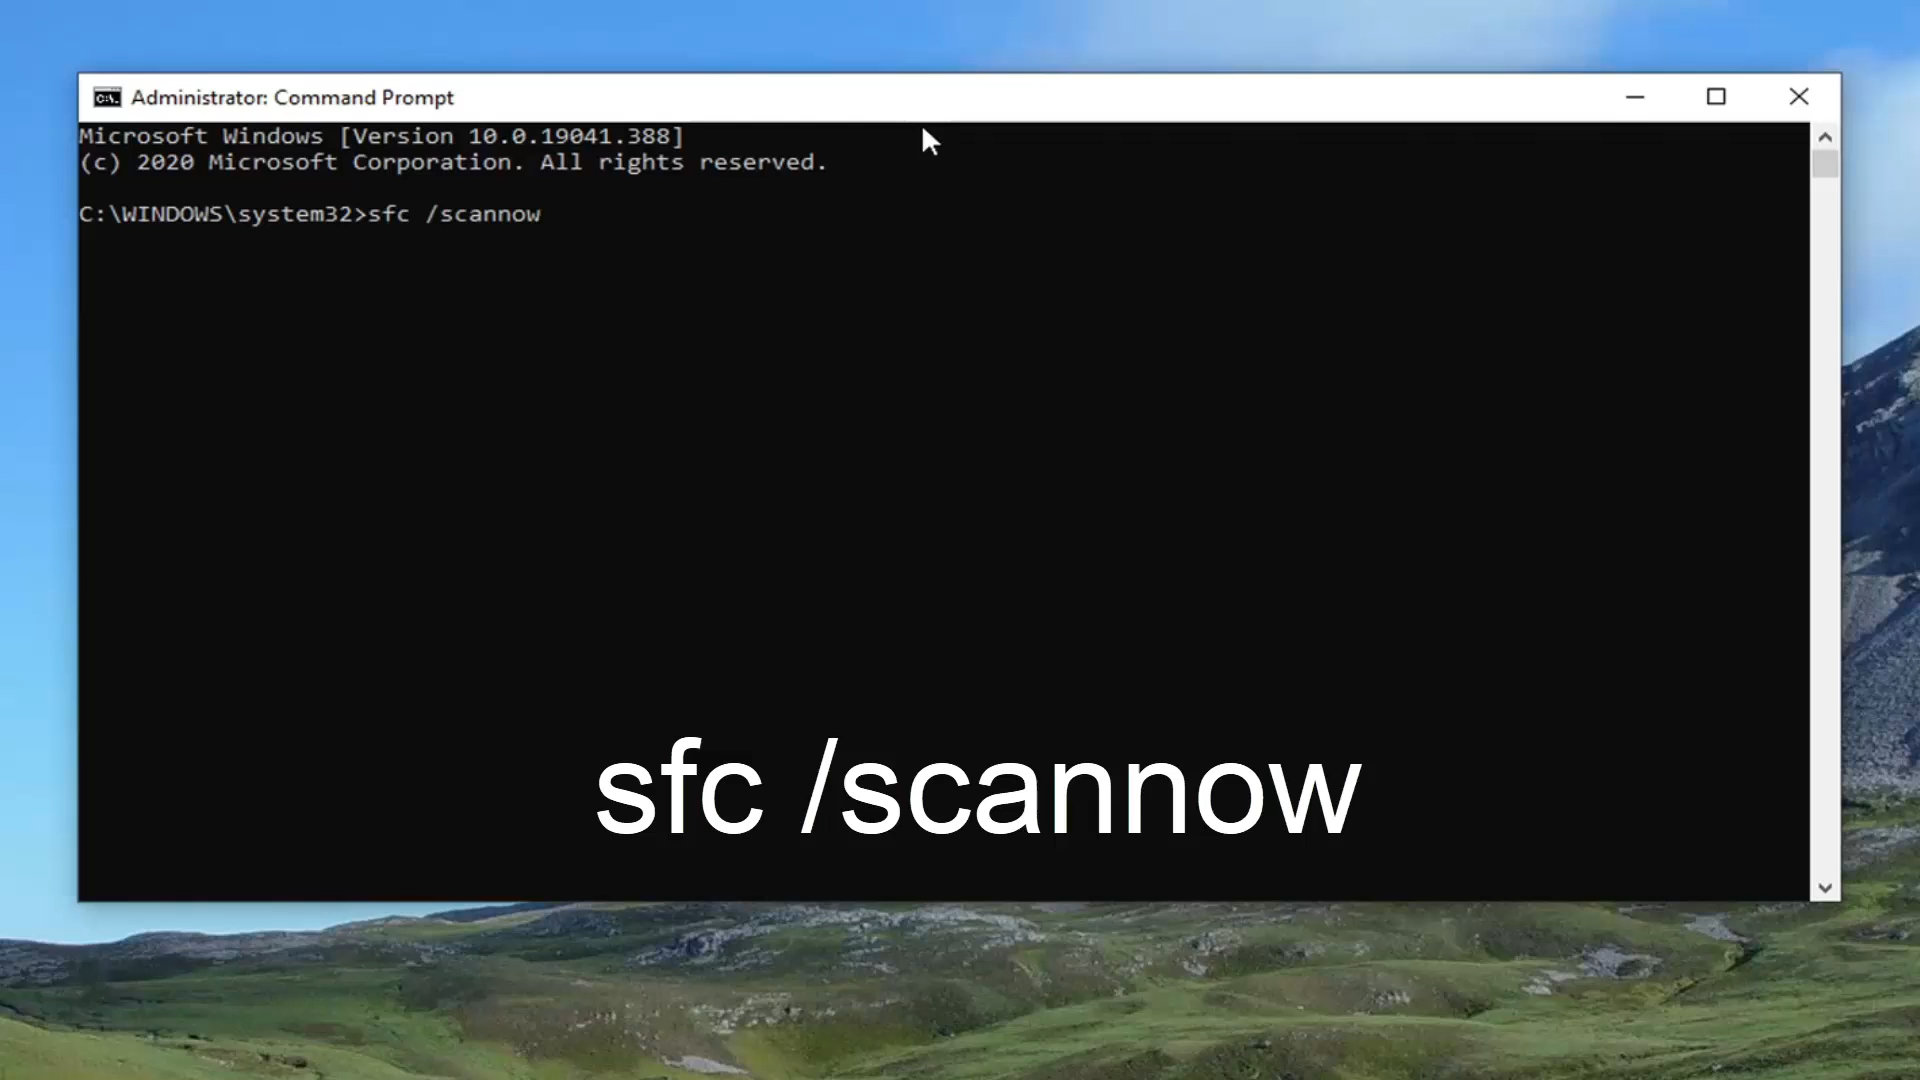 Administrator: Command Prompt
Microsoft Windows [Version 10.0.19041.388]
(c) 2020 Microsoft Corporation. All rights reserved.
C:\WINDOWS\system32>sfc /scannow
sfc /scannow